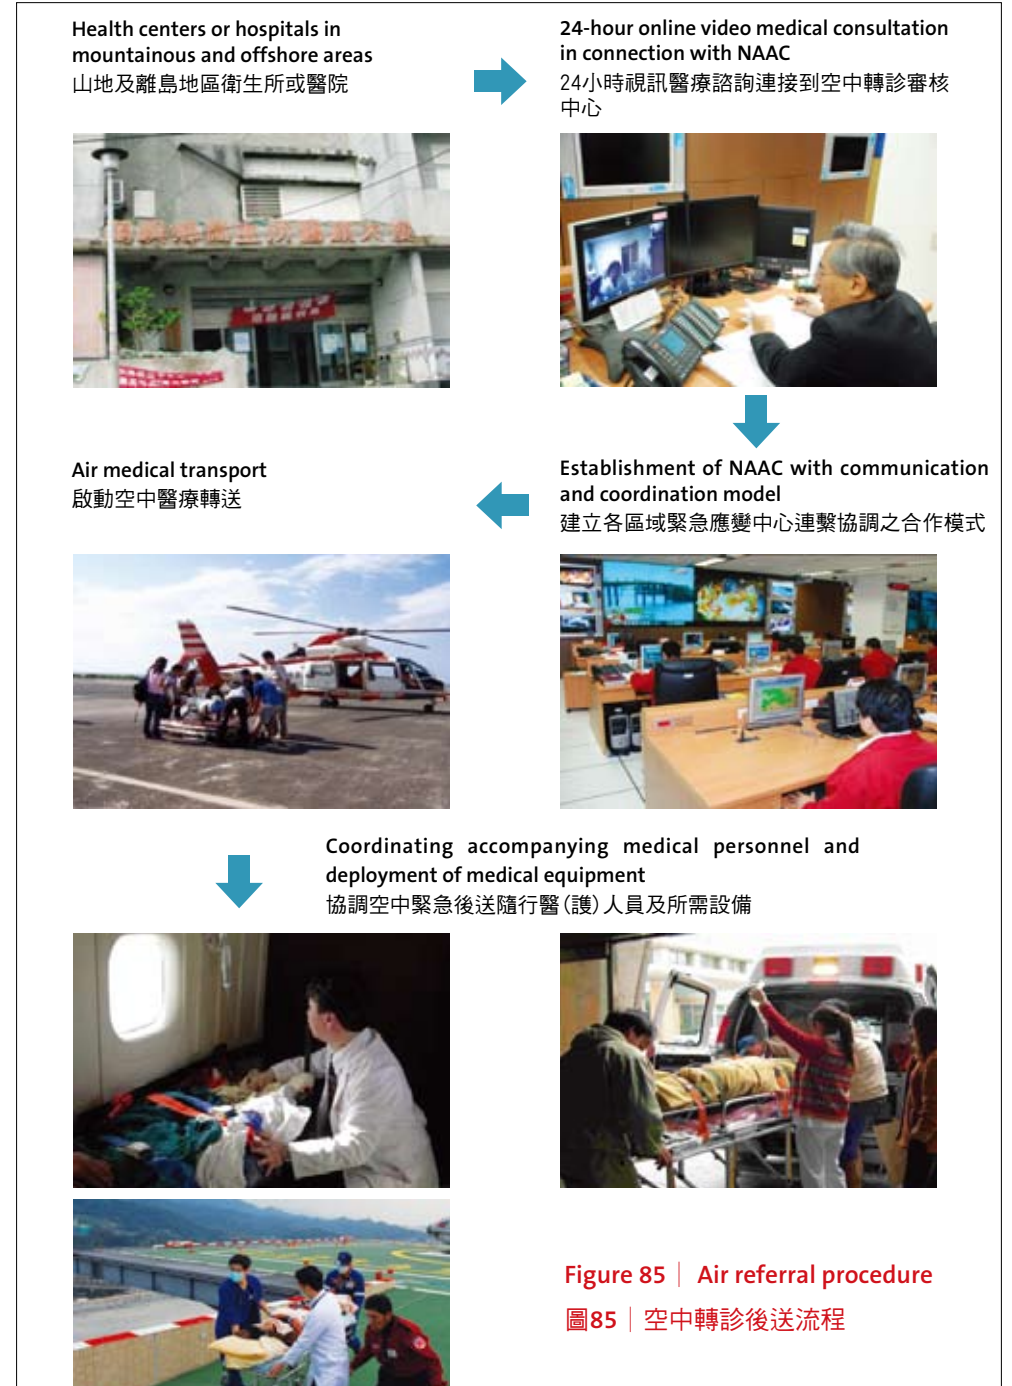 Health centers or hospitals in
mountainous and offshore areas
山地及離島地區衛生所或醫院
24-hour online video medical consultation
in connection with NAAC
24小時視訊醫療諮詢連接到空中轉診審核
中心
Establishment of NAAC with communication
and coordination model
建立各區域緊急應變中心連繫協調之合作模式
Air medical transport
啟動空中醫療轉送
Coordinating accompanying medical personnel and
deployment of medical equipment
協調空中緊急後送隨行醫(護)人員及所需設備
Figure 85│ Air referral procedure
圖85│空中轉診後送流程